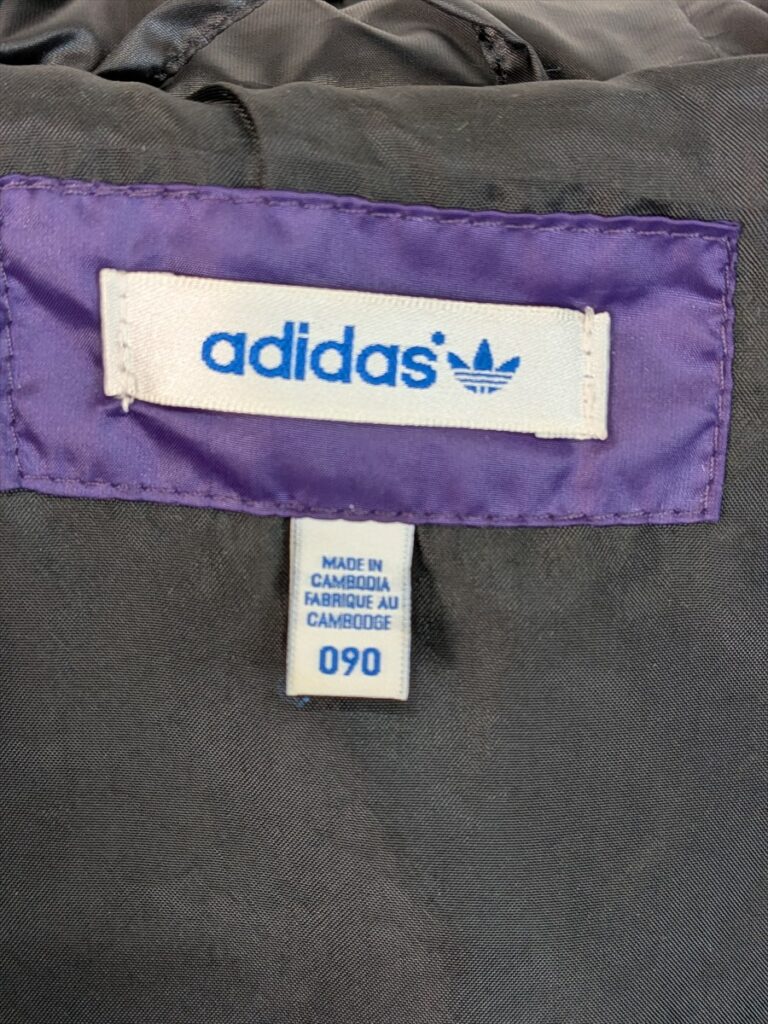 adidas
MADE IN
CAMBODIA
FABRIQUE AU
CAMBODGE
090